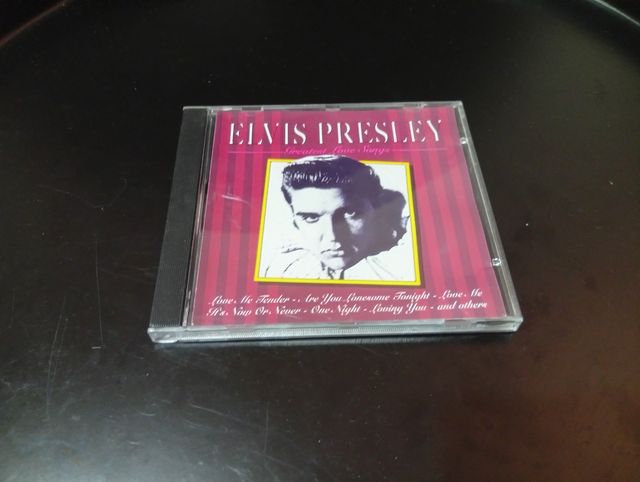 ELVIS PRESLEY
Greatest Love Songs
Love Me Tender - Are You Lonesome Tonight - Love Me
It's Now Or Never - One Night - Loving You - and others